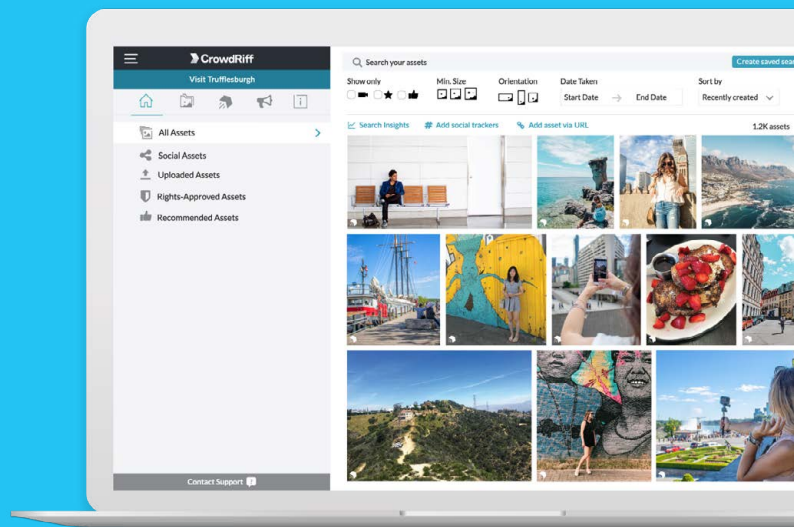 CrowdRiff
Visit Trufflesburgh
All Assets
Social Assets
Uploaded Assets
Rights-Approved Assets
Recommended Assets
Contact Support
Search your assets
Create saved sear
Show only
Min. Size
Orientation
Date Taken
Sort by
Start Date → End Date
Recently created
Search Insights
# Add social trackers
Add asset via URL
1.2K assets